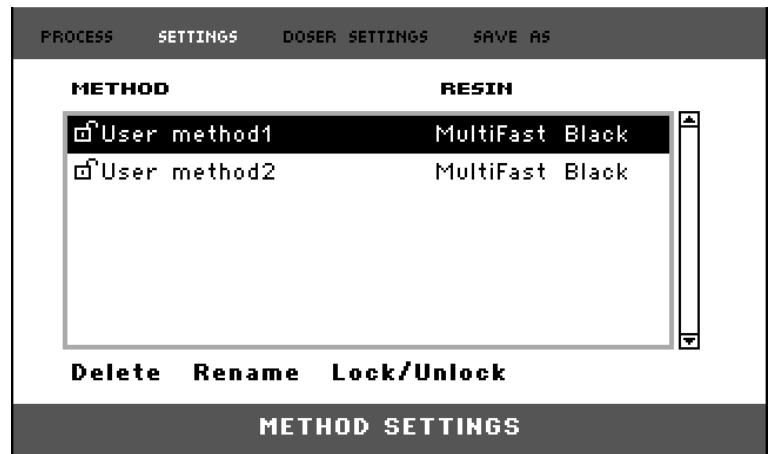 PROCESS SETTINGS DOSER SETTINGS SAVE AS
METHOD RESIN
User method1 MultiFast Black
User method2 MultiFast Black
Delete Rename Lock/Unlock
METHOD SETTINGS